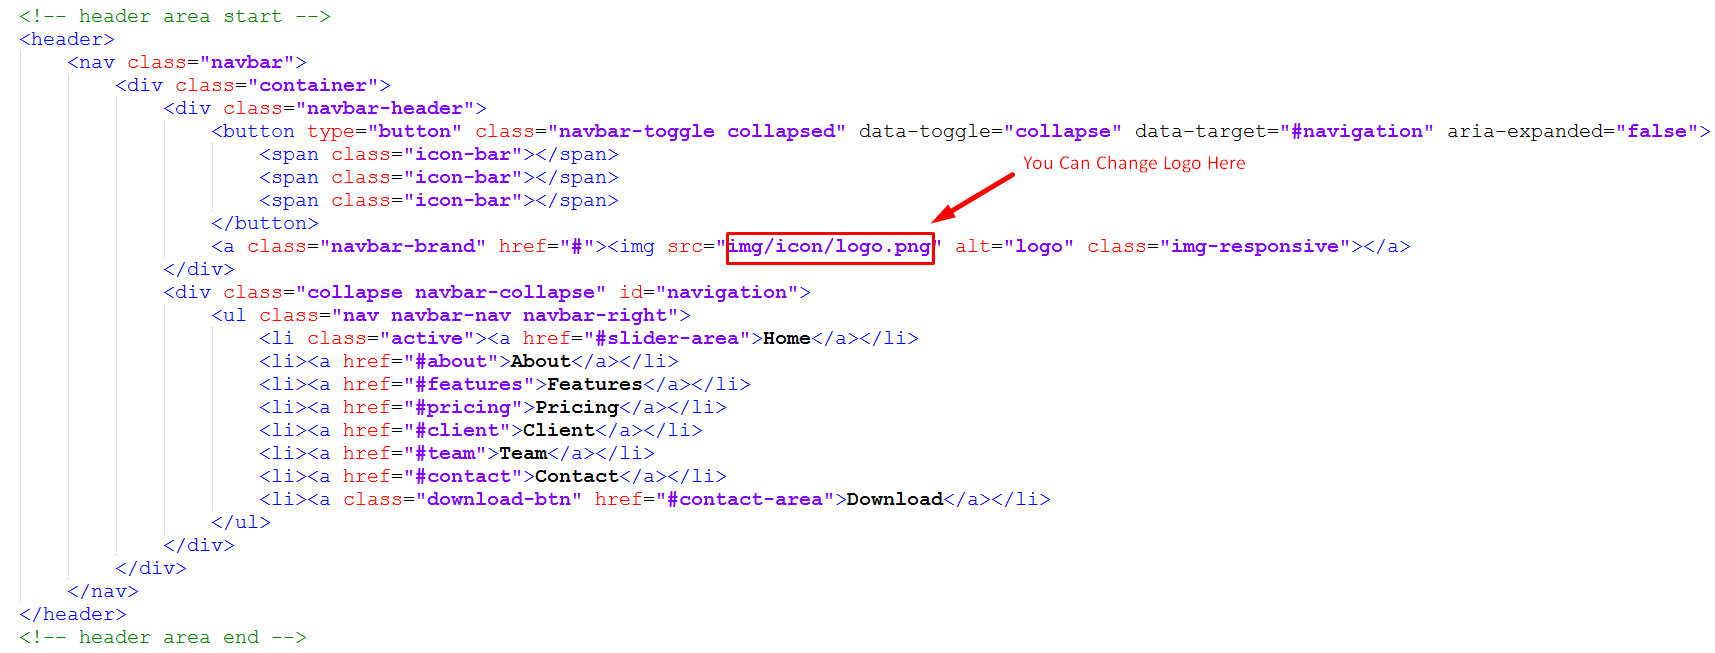 <!-- header area start -->
<header>
<nav class="navbar">
<div class="container">
<div class="navbar-header">
<button type="button" class="navbar-toggle collapsed" data-toggle="collapse" data-target="#navigation" aria-expanded="false">
<span class="icon-bar"></span>
You Can Change Logo Here
<span class="icon-bar"></span>
<span class="icon-bar"></span>
</button>
<a class="navbar-brand" href="#"><img src="img/icon/logo.png" alt="logo" class="img-responsive"></a>
</div>
<div class="collapse navbar-collapse" id="navigation">
<ul class="nav navbar-nav navbar-right">
<li class="active"><a href="#slider-area">Home</a></li>
<li><a href="#about">About</a></li>
<li><a href="#features">Features</a></li>
<li><a href="#pricing">Pricing</a></li>
<li><a href="#client">Client</a></li>
<li><a href="#team">Team</a></li>
<li><a href="#contact">Contact</a></li>
<li><a class="download-btn" href="#contact-area">Download</a></li>
</ul>
</div>
</div>
</nav>
</header>
<!-- header area end -->